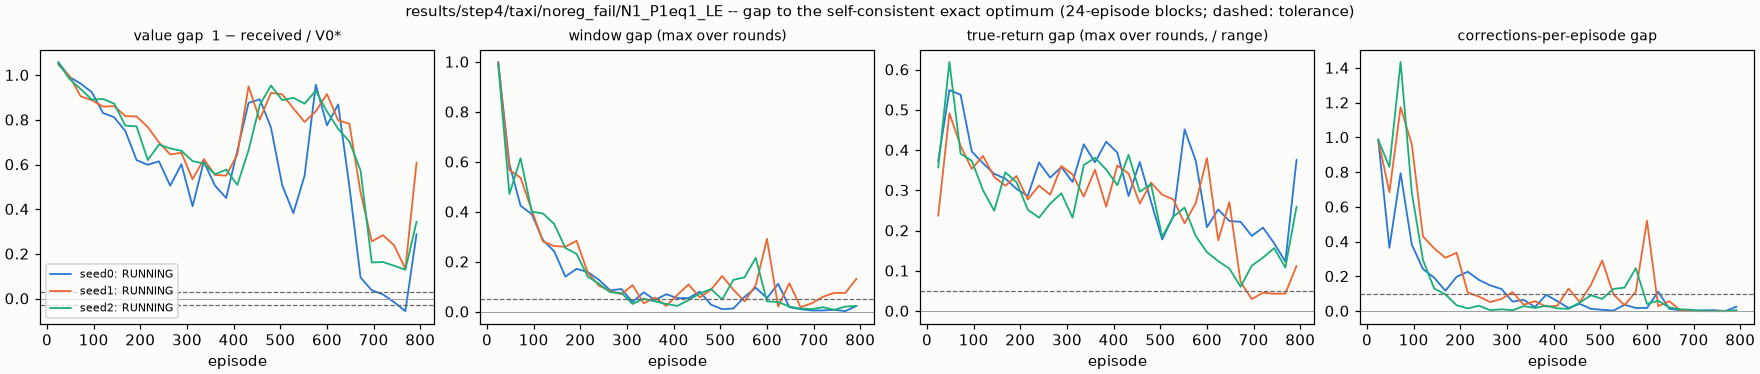 results/step4/taxi/noreg_fail/N1_P1eq1_LE -- gap to the self-consistent exact optimum (24-episode blocks; dashed: tolerance)
value gap 1 − received / V0*
1.0
0.8
0.6
0.4
0.2
0.0
seed0: RUNNING
seed1: RUNNING
seed2: RUNNING
0 100 200 300 400 500 600 700 800
episode
window gap (max over rounds)
1.0
0.8
0.6
0.4
0.2
0.0
0 100 200 300 400 500 600 700 800
episode
true-return gap (max over rounds, / range)
0.6
0.5
0.4
0.3
0.2
0.1
0.0
0 100 200 300 400 500 600 700 800
episode
corrections-per-episode gap
1.4
1.2
1.0
0.8
0.6
0.4
0.2
0.0
0 100 200 300 400 500 600 700 800
episode